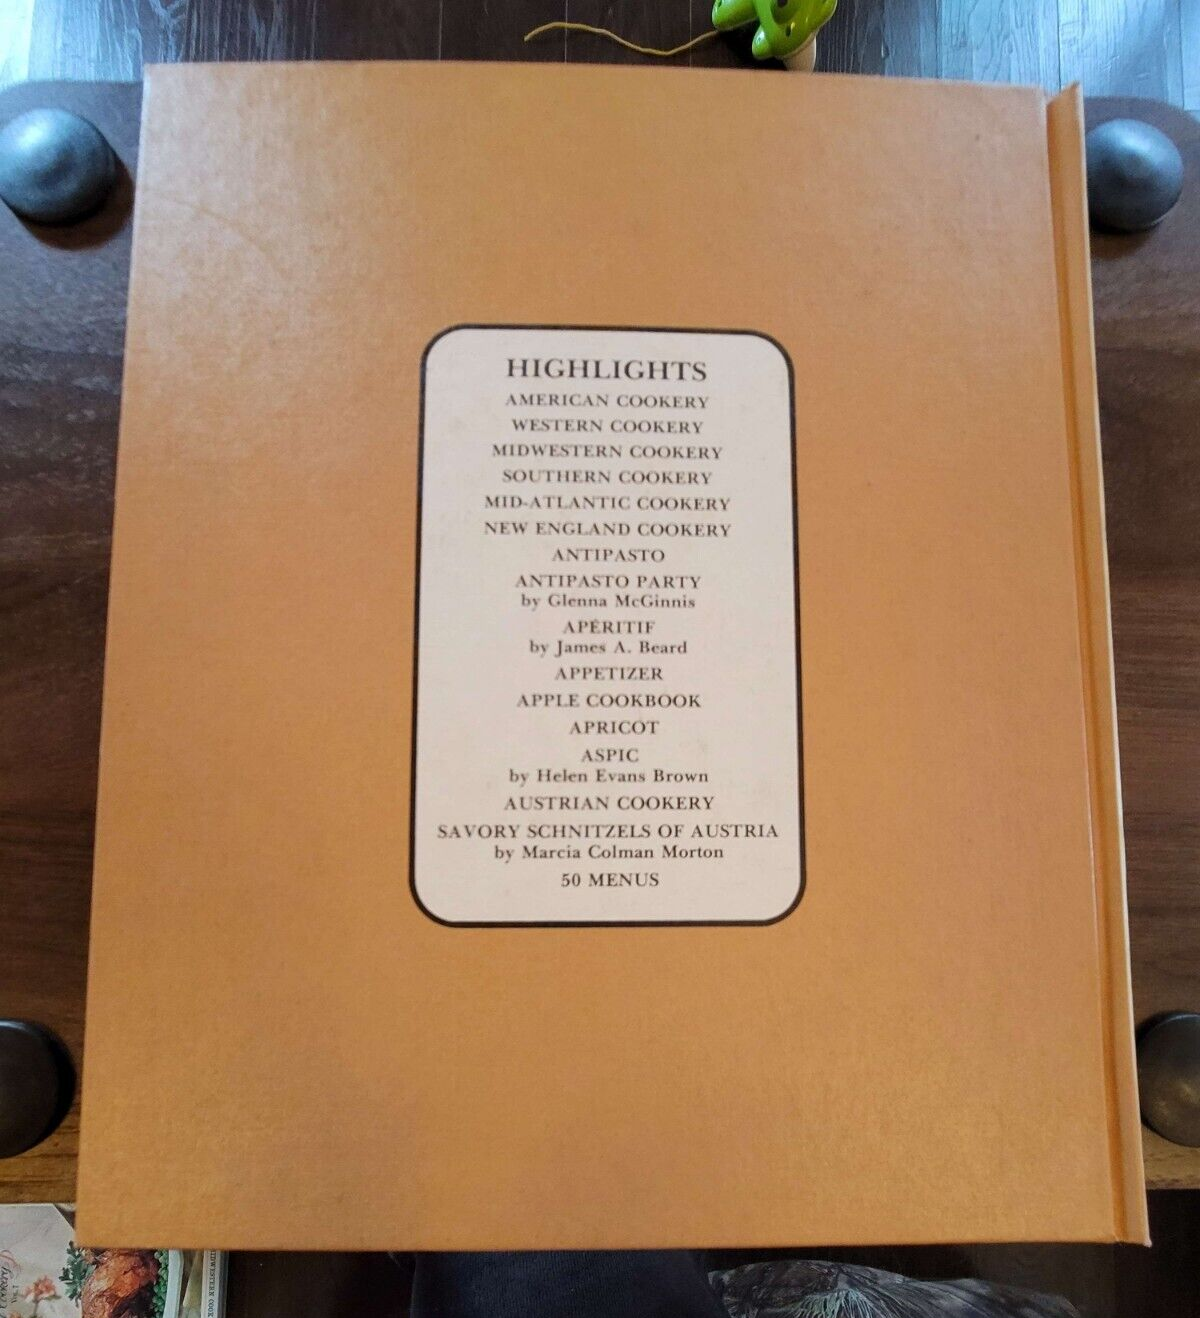 HIGHLIGHTS
AMERICAN COOKERY
WESTERN COOKERY
MIDWESTERN COOKERY
SOUTHERN COOKERY
MID-ATLANTIC COOKERY
NEW ENGLAND COOKERY
ANTIPASTO
ANTIPASTO PARTY
by Glenna McGinnis
APÉRITIF
by James A. Beard
APPETIZER
APPLE COOKBOOK
APRICOT
ASPIC
by Helen Evans Brown
AUSTRIAN COOKERY
SAVORY SCHNITZELS OF AUSTRIA
by Marcia Colman Morton
50 MENUS
Cookery